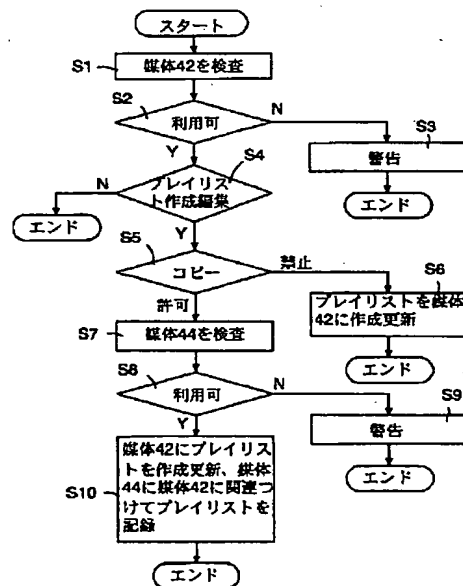 スタート
S1
媒体42を検査
S2
利用可
N
Y
S3
警告
エンド
S4
プレイリス
ト作成編集
N
エンド
Y
S5
コピー
禁止
許可
S6
プレイリストを媒体
42に作成更新
エンド
S7
媒体44を検査
S8
利用可
N
Y
S9
警告
エンド
S10
媒体42にプレイリス
トを作成更新、媒体
44に媒体42に関連つ
けてプレイリストを
記録
エンド